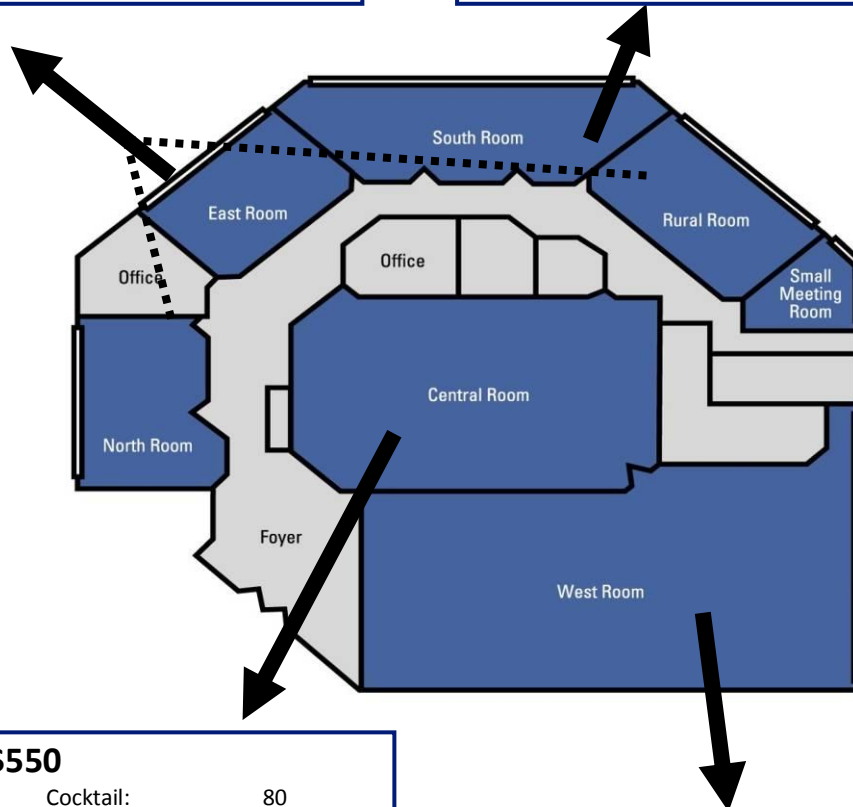 South Room
East Room
Rural Room
Office
Office
Small
Meeting
Room
Central Room
North Room
Foyer
West Room
$550
Cocktail: 80